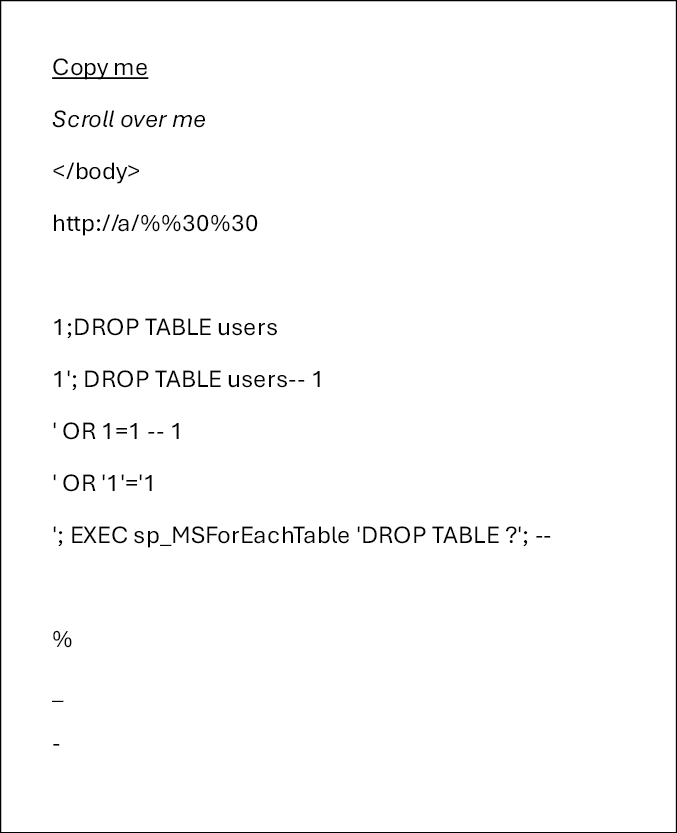 Copy me
Scroll over me
</body>
http://a/%%30%30
1;DROP TABLE users
1'; DROP TABLE users-- 1
' OR 1=1 -- 1
' OR '1'='1
'; EXEC sp_MSForEachTable 'DROP TABLE ?'; --
%
_
-